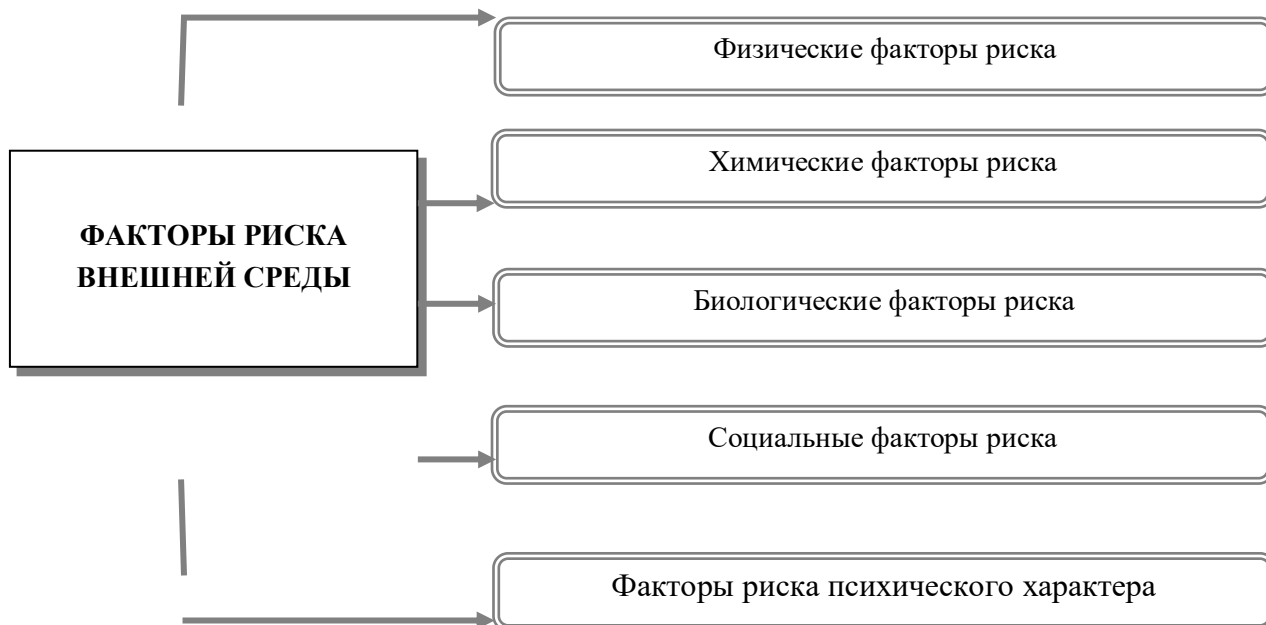 Физические факторы риска
Химические факторы риска
ФАКТОРЫ РИСКА
ВНЕШНЕЙ СРЕДЫ
Биологические факторы риска
Социальные факторы риска
Факторы риска психического характера